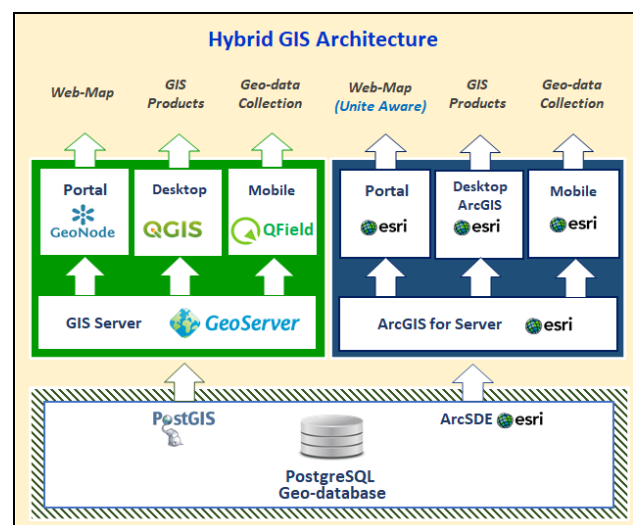 Hybrid GIS Architecture
Web-Map
GIS
Products
Geo-data
Collection
Web-Map
(Unite Aware)
GIS
Products
Geo-data
Collection
Portal
GeoNode
Desktop
QGIS
Mobile
QField
Portal
esri
Desktop
ArcGIS
esri
Mobile
esri
GIS Server
GeoServer
ArcGIS for Server
esri
PostGIS
ArcSDE
esri
PostgreSQL
Geo-database